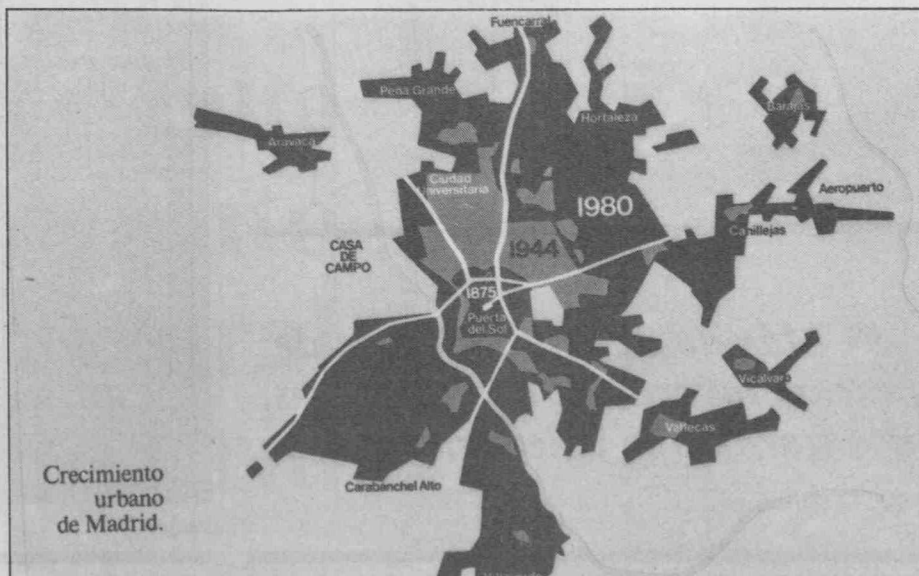 Fuencarral
Peña Grande
Hortaleza
Barajas
Aravaca
Ciudad
Universitaria
Aeropuerto
1980
Canillejas
CASA
DE
CAMPO
1944
1875
Puerta
del Sol
Vicálvaro
Vallecas
Carabanchel Alto
Crecimiento
urbano
de Madrid.